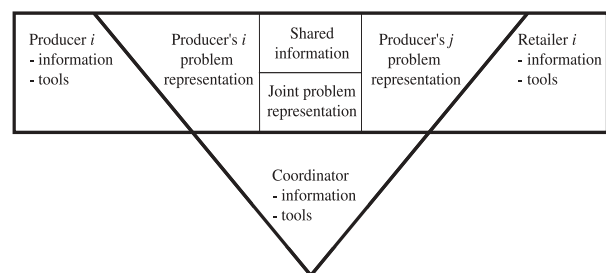 Producer i
- information
- tools
Producer's i
problem
representation
Shared
information
Joint problem
representation
Producer's j
problem
representation
Retailer i
- information
- tools
Coordinator
- information
- tools